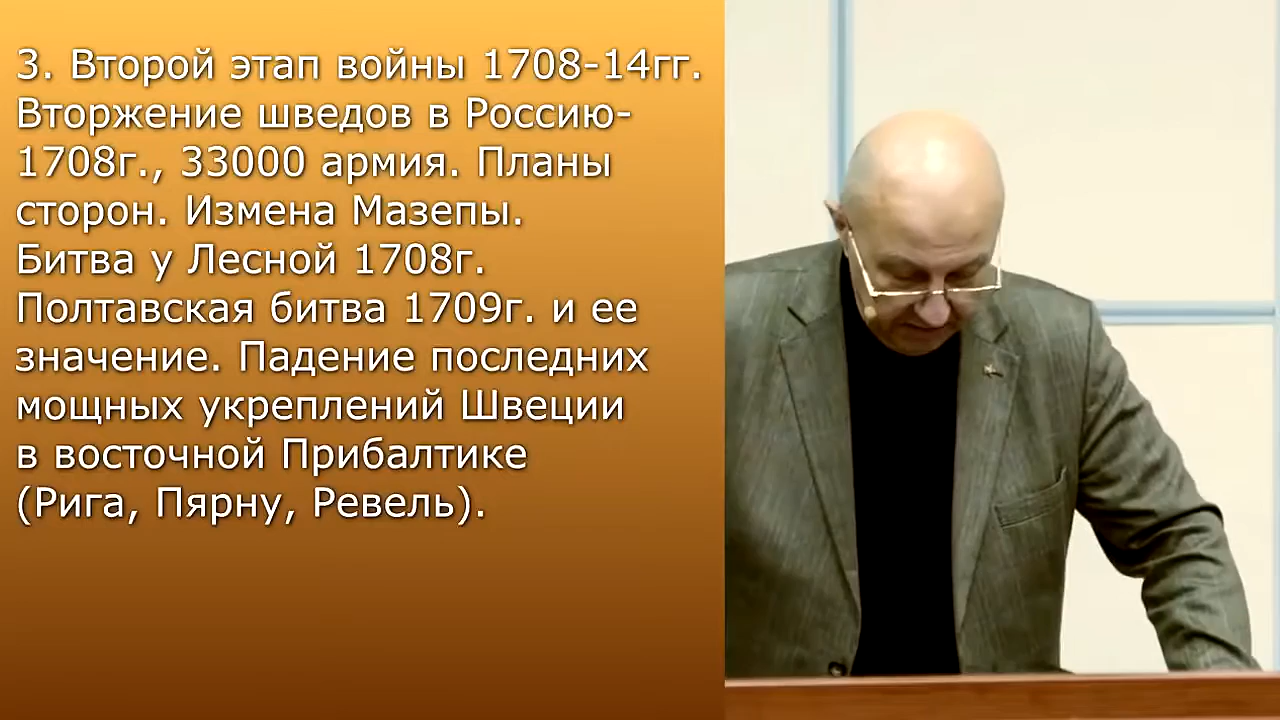 3. Второй этап войны 1708-14гг.
Вторжение шведов в Россию-
1708г., 33000 армия. Планы
сторон. Измена Мазепы.
Битва у Лесной 1708г.
Полтавская битва 1709г. и ее
значение. Падение последних
мощных укреплений Швеции
в восточной Прибалтике
(Рига, Пярну, Ревель).